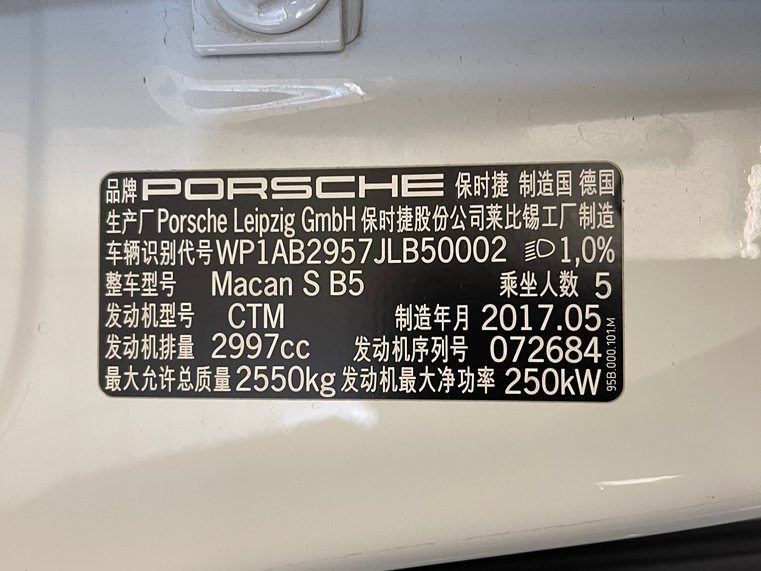 品牌 PORSCHE 保时捷 制造国 德国
生产厂 Porsche Leipzig GmbH 保时捷股份公司莱比锡工厂制造
车辆识别代号 WP1AB2957JLB50002 1,0%
整车型号 Macan S B5 乘坐人数 5
发动机型号 CTM 制造年月 2017.05
发动机排量 2997cc 发动机序列号 072684
最大允许总质量 2550kg 发动机最大净功率 250kW
95B.000.101.M